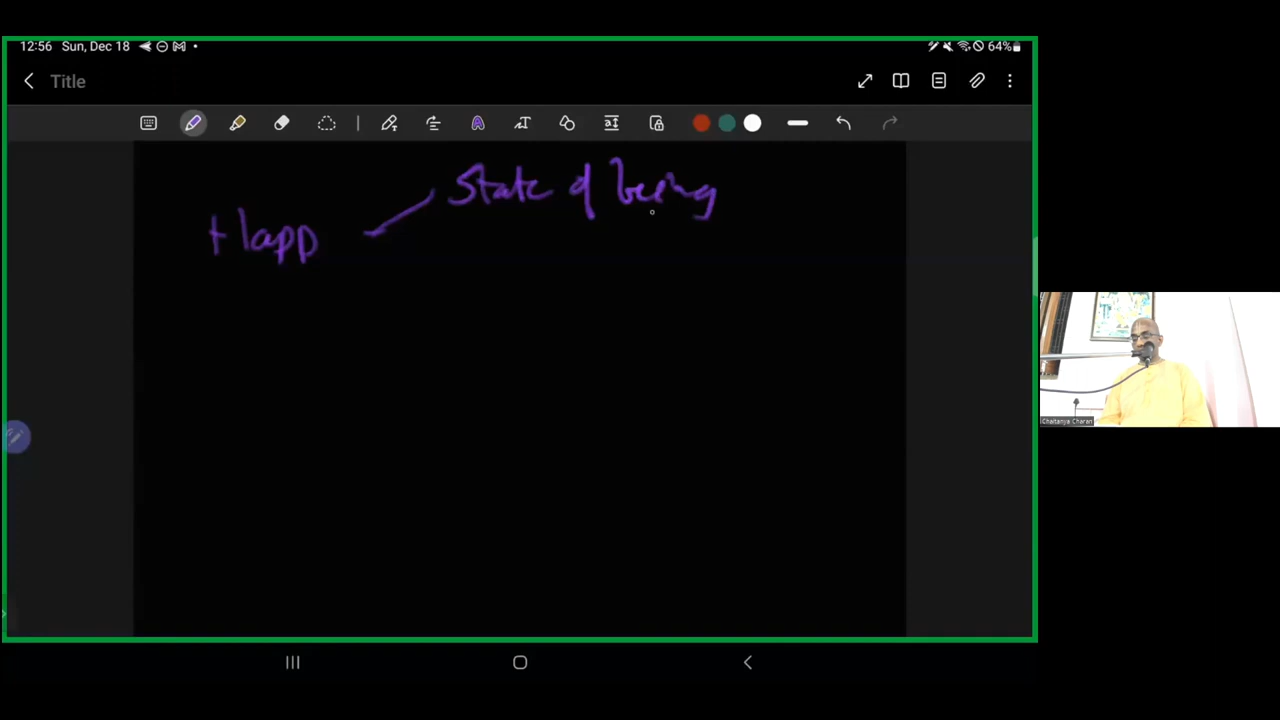 12:56 Sun, Dec 18 64%
Title
State of being
Happ
Chaitanya Charan